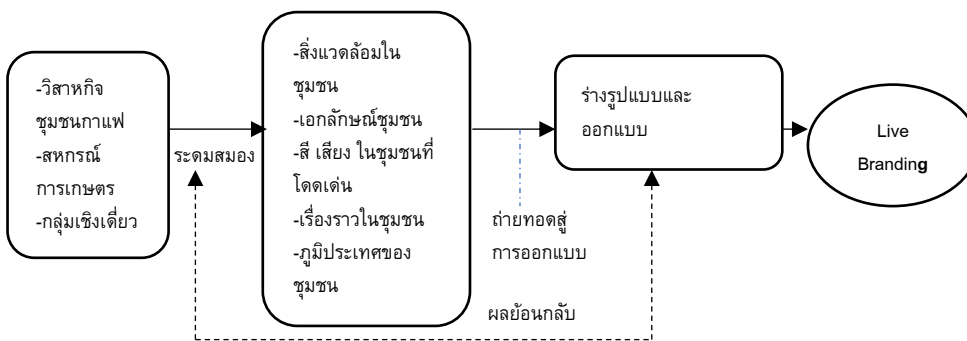 -วิสาหกิจ
ชุมชนกาแฟ
-สหกรณ์
การเกษตร
-กลุ่มเชิงเดี่ยว
ระดมสมอง
-สิ่งแวดล้อมใน
ชุมชน
-เอกลักษณ์ชุมชน
-สี เสียง ในชุมชนที่
โดดเด่น
-เรื่องราวในชุมชน
-ภูมิประเทศของ
ชุมชน
ถ่ายทอดสู่
การออกแบบ
ผลย้อนกลับ
ร่างรูปแบบและ
ออกแบบ
Live
Branding